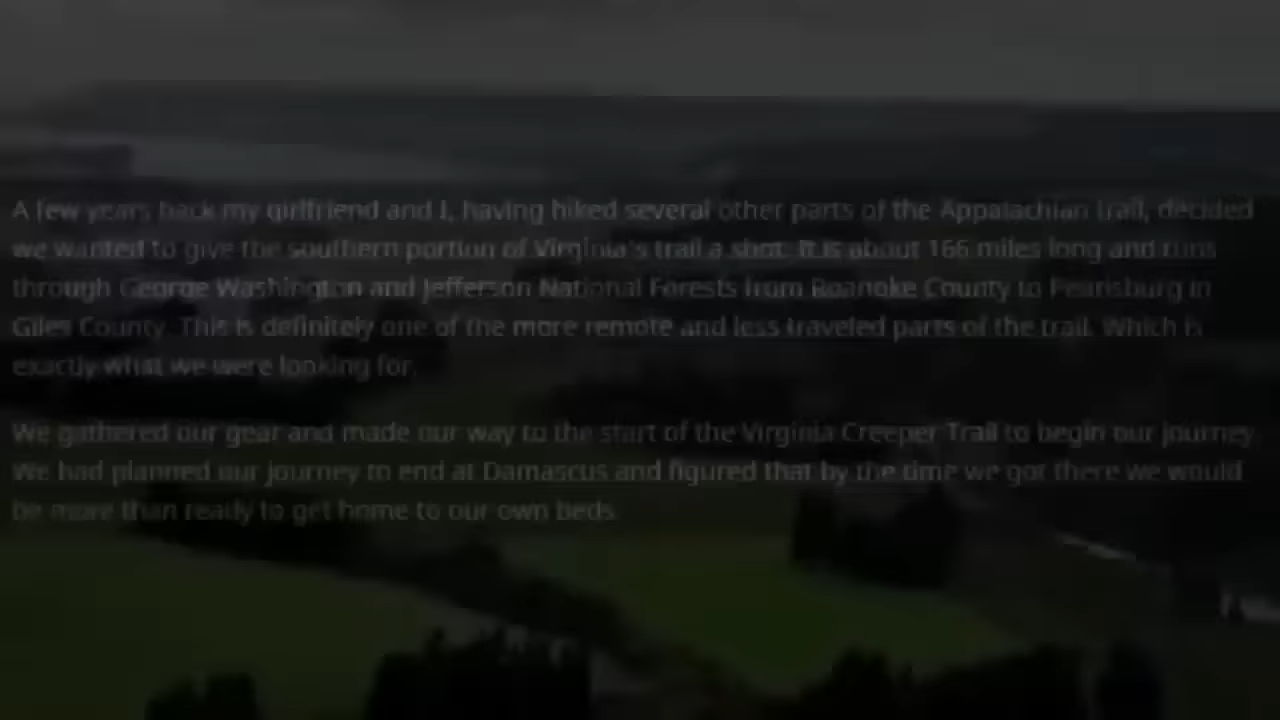 A few years back my girlfriend and I, having hiked several other parts of the Appalachian trail, decided
we wanted to give the southern portion of Virginia's trail a shot. It is about 166 miles long and runs
through George Washington and Jefferson National Forests from Roanoke County to Pearisburg in
Giles County. This is definitely one of the more remote and less traveled parts of the trail. Which is
exactly what we were looking for.
We gathered our gear and made our way to the start of the Virginia Creeper Trail to begin our journey.
We had planned our journey to end at Damascus and figured that by the time we got there we would
be more than ready to get home to our own beds.